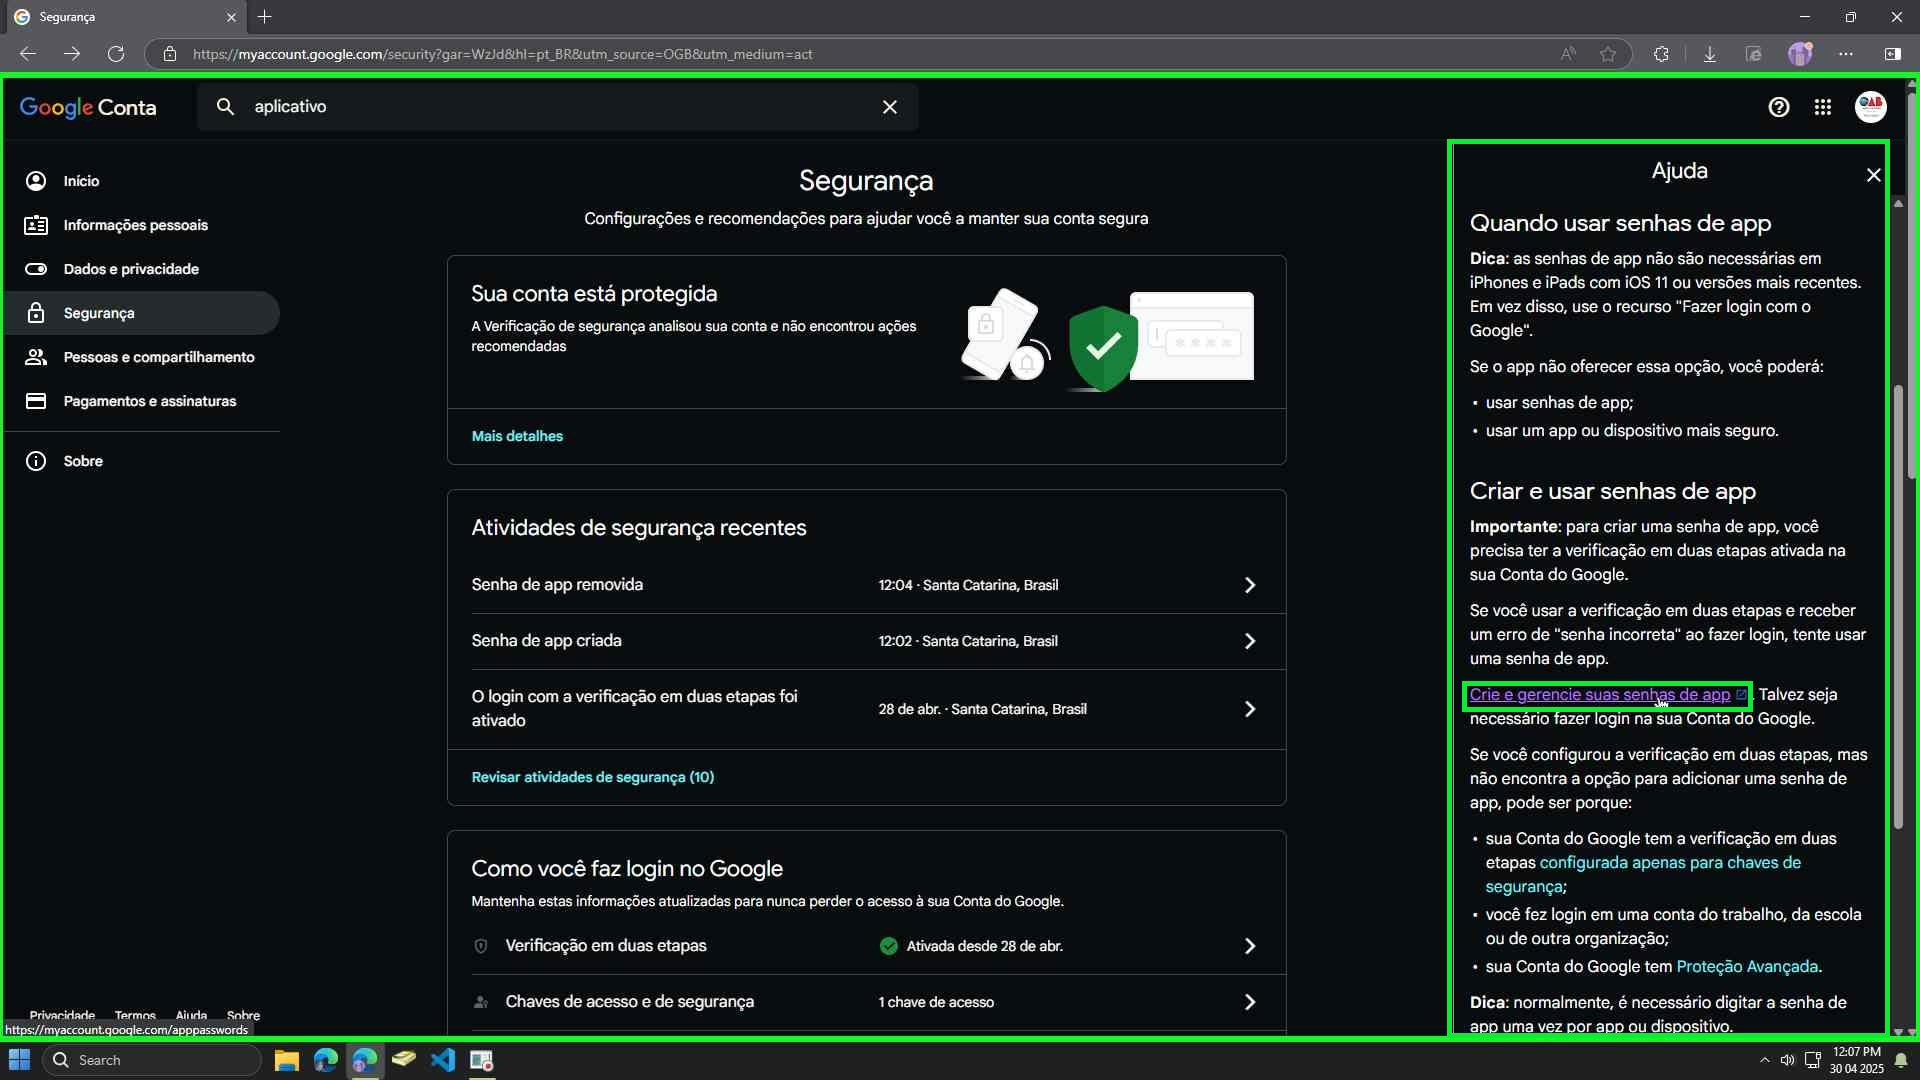 Segurança
https://myaccount.google.com/security?gar=WzJd&hl=pt_BR&utm_source=OGB&utm_medium=act
Google Conta
aplicativo
OAB
Início
Informações pessoais
Dados e privacidade
Segurança
Pessoas e compartilhamento
Pagamentos e assinaturas
Sobre
Privacidade Termos Ajuda Sobre
https://myaccount.google.com/apppasswords
Segurança
Configurações e recomendações para ajudar você a manter sua conta segura
Sua conta está protegida
A Verificação de segurança analisou sua conta e não encontrou ações
recomendadas
Mais detalhes
Atividades de segurança recentes
Senha de app removida 12:04 · Santa Catarina, Brasil
Senha de app criada 12:02 · Santa Catarina, Brasil
O login com a verificação em duas etapas foi
ativado 28 de abr. · Santa Catarina, Brasil
Revisar atividades de segurança (10)
Como você faz login no Google
Mantenha estas informações atualizadas para nunca perder o acesso à sua Conta do Google.
Verificação em duas etapas Ativada desde 28 de abr.
Chaves de acesso e de segurança 1 chave de acesso
Ajuda
Quando usar senhas de app
Dica: as senhas de app não são necessárias em
iPhones e iPads com iOS 11 ou versões mais recentes.
Em vez disso, use o recurso "Fazer login com o
Google".
Se o app não oferecer essa opção, você poderá:
• usar senhas de app;
• usar um app ou dispositivo mais seguro.
Criar e usar senhas de app
Importante: para criar uma senha de app, você
precisa ter a verificação em duas etapas ativada na
sua Conta do Google.
Se você usar a verificação em duas etapas e receber
um erro de "senha incorreta" ao fazer login, tente usar
uma senha de app.
Crie e gerencie suas senhas de app. Talvez seja
necessário fazer login na sua Conta do Google.
Se você configurou a verificação em duas etapas, mas
não encontra a opção para adicionar uma senha de
app, pode ser porque:
• sua Conta do Google tem a verificação em duas
etapas configurada apenas para chaves de
segurança;
• você fez login em uma conta do trabalho, da escola
ou de outra organização;
• sua Conta do Google tem Proteção Avançada.
Dica: normalmente, é necessário digitar a senha de
app uma vez por app ou dispositivo.
Search
12:07 PM
30 04 2025